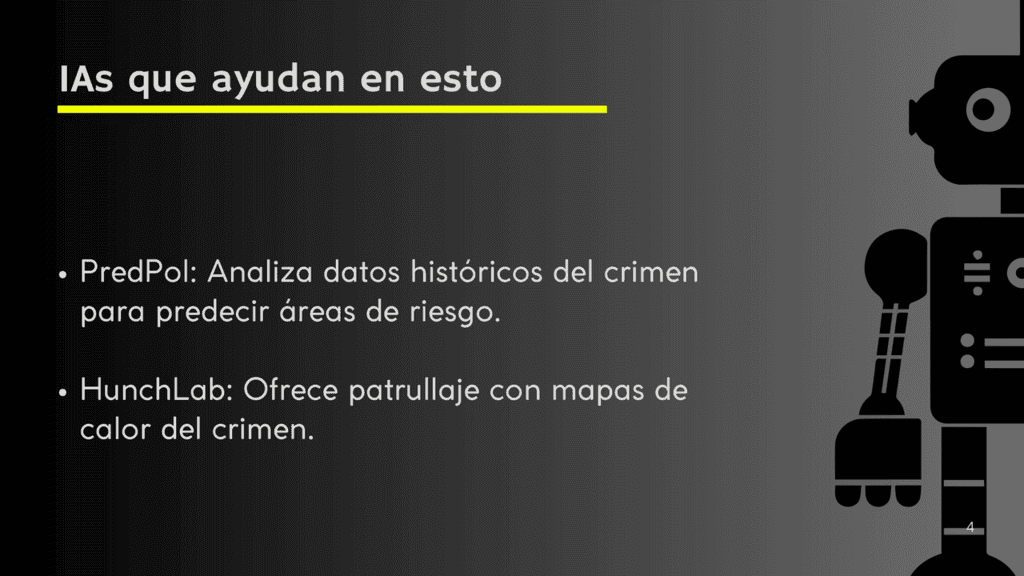 IAs que ayudan en esto
• PredPol: Analiza datos históricos del crimen
para predecir áreas de riesgo.
• HunchLab: Ofrece patrullaje con mapas de
calor del crimen.
4